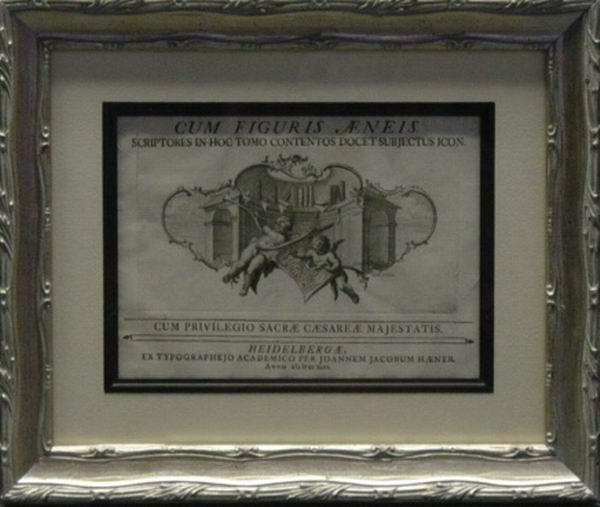 CUM FIGURIS ÆNEIS
SCRIPTORES IN HOC TOMO CONTENTOS DOCET SUBJECTUS ICON.
CUM PRIVILEGIO SACRÆ CÆSAREÆ MAJESTATIS.
HEIDELBERGÆ,
EX TYPOGRAPHEJO ACADEMICO PER JOANNEM JACOBUM HÆNER.
Anno